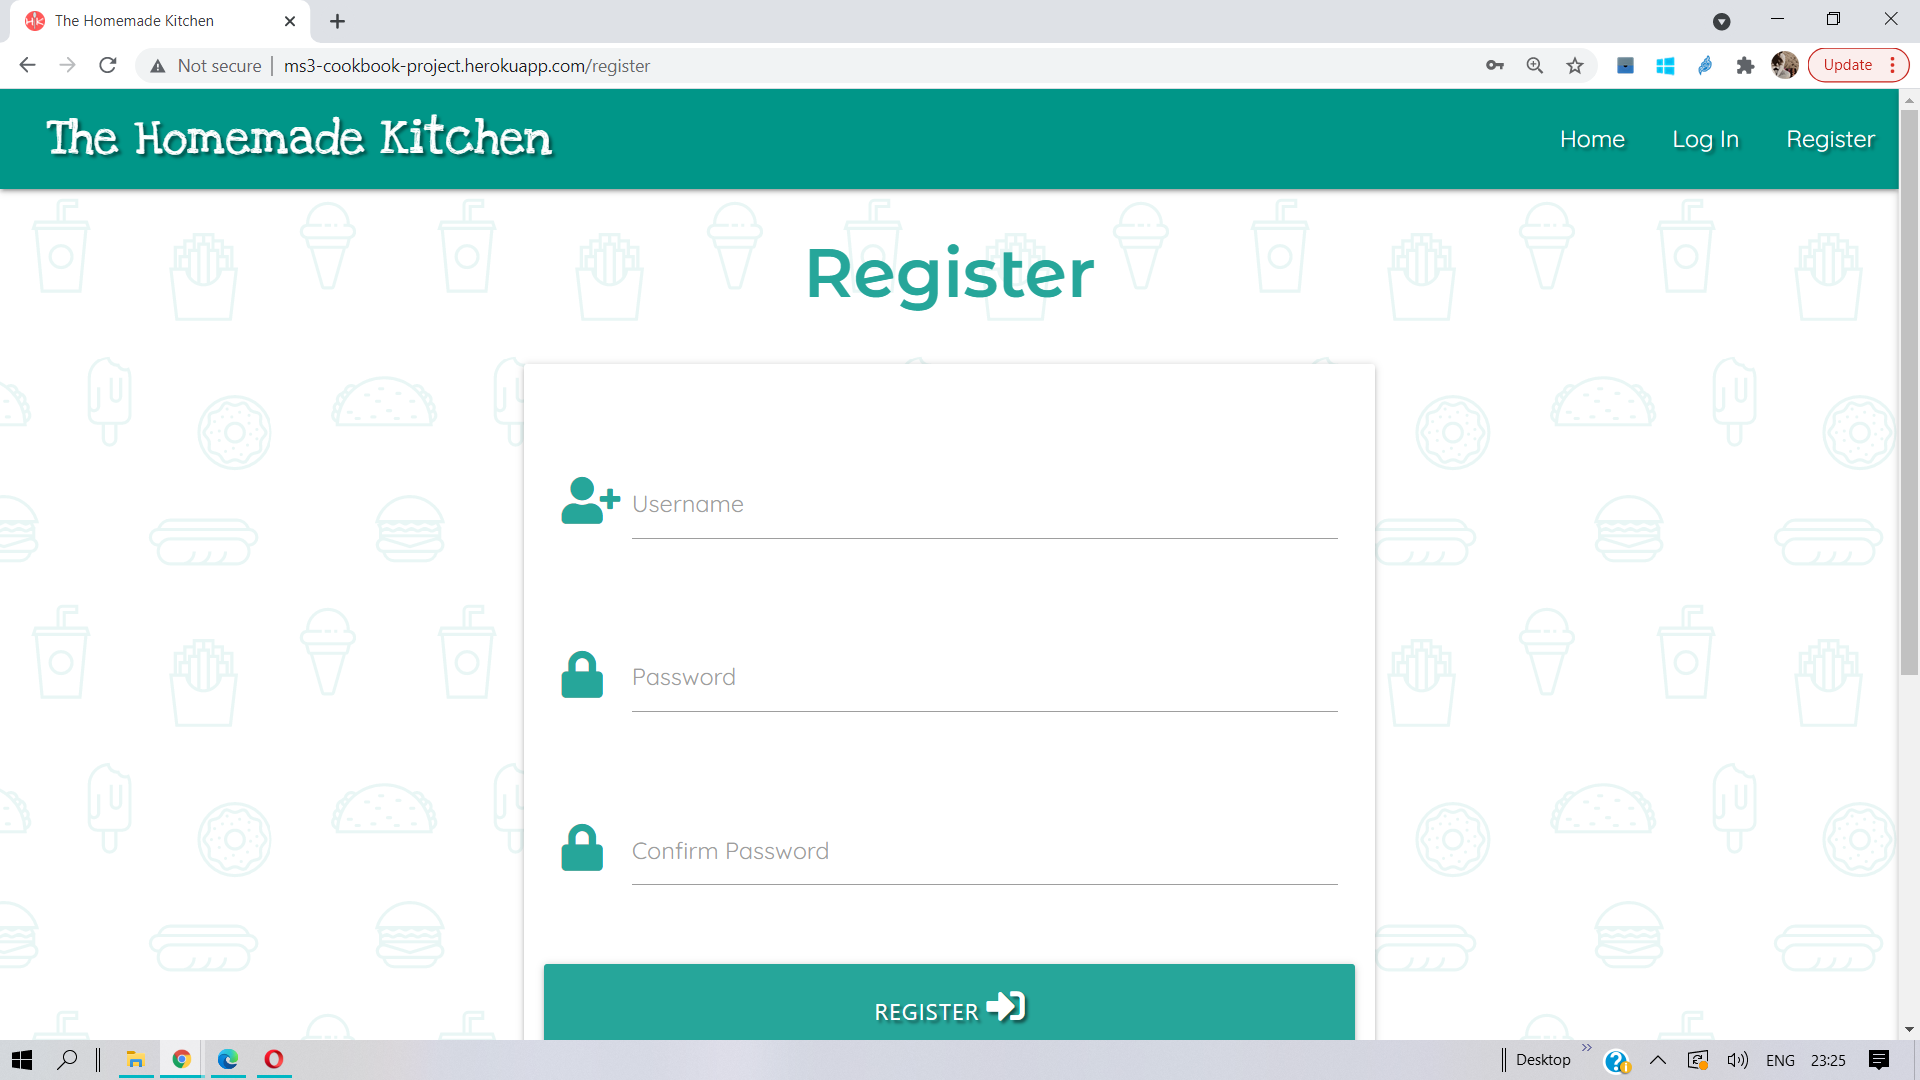 The Homemade Kitchen
Not secure
ms3-cookbook-project.herokuapp.com/register
Update
The Homemade Kitchen
Home
Log In
Register
Register
Username
Password
Confirm Password
REGISTER
Desktop
ENG
23:25